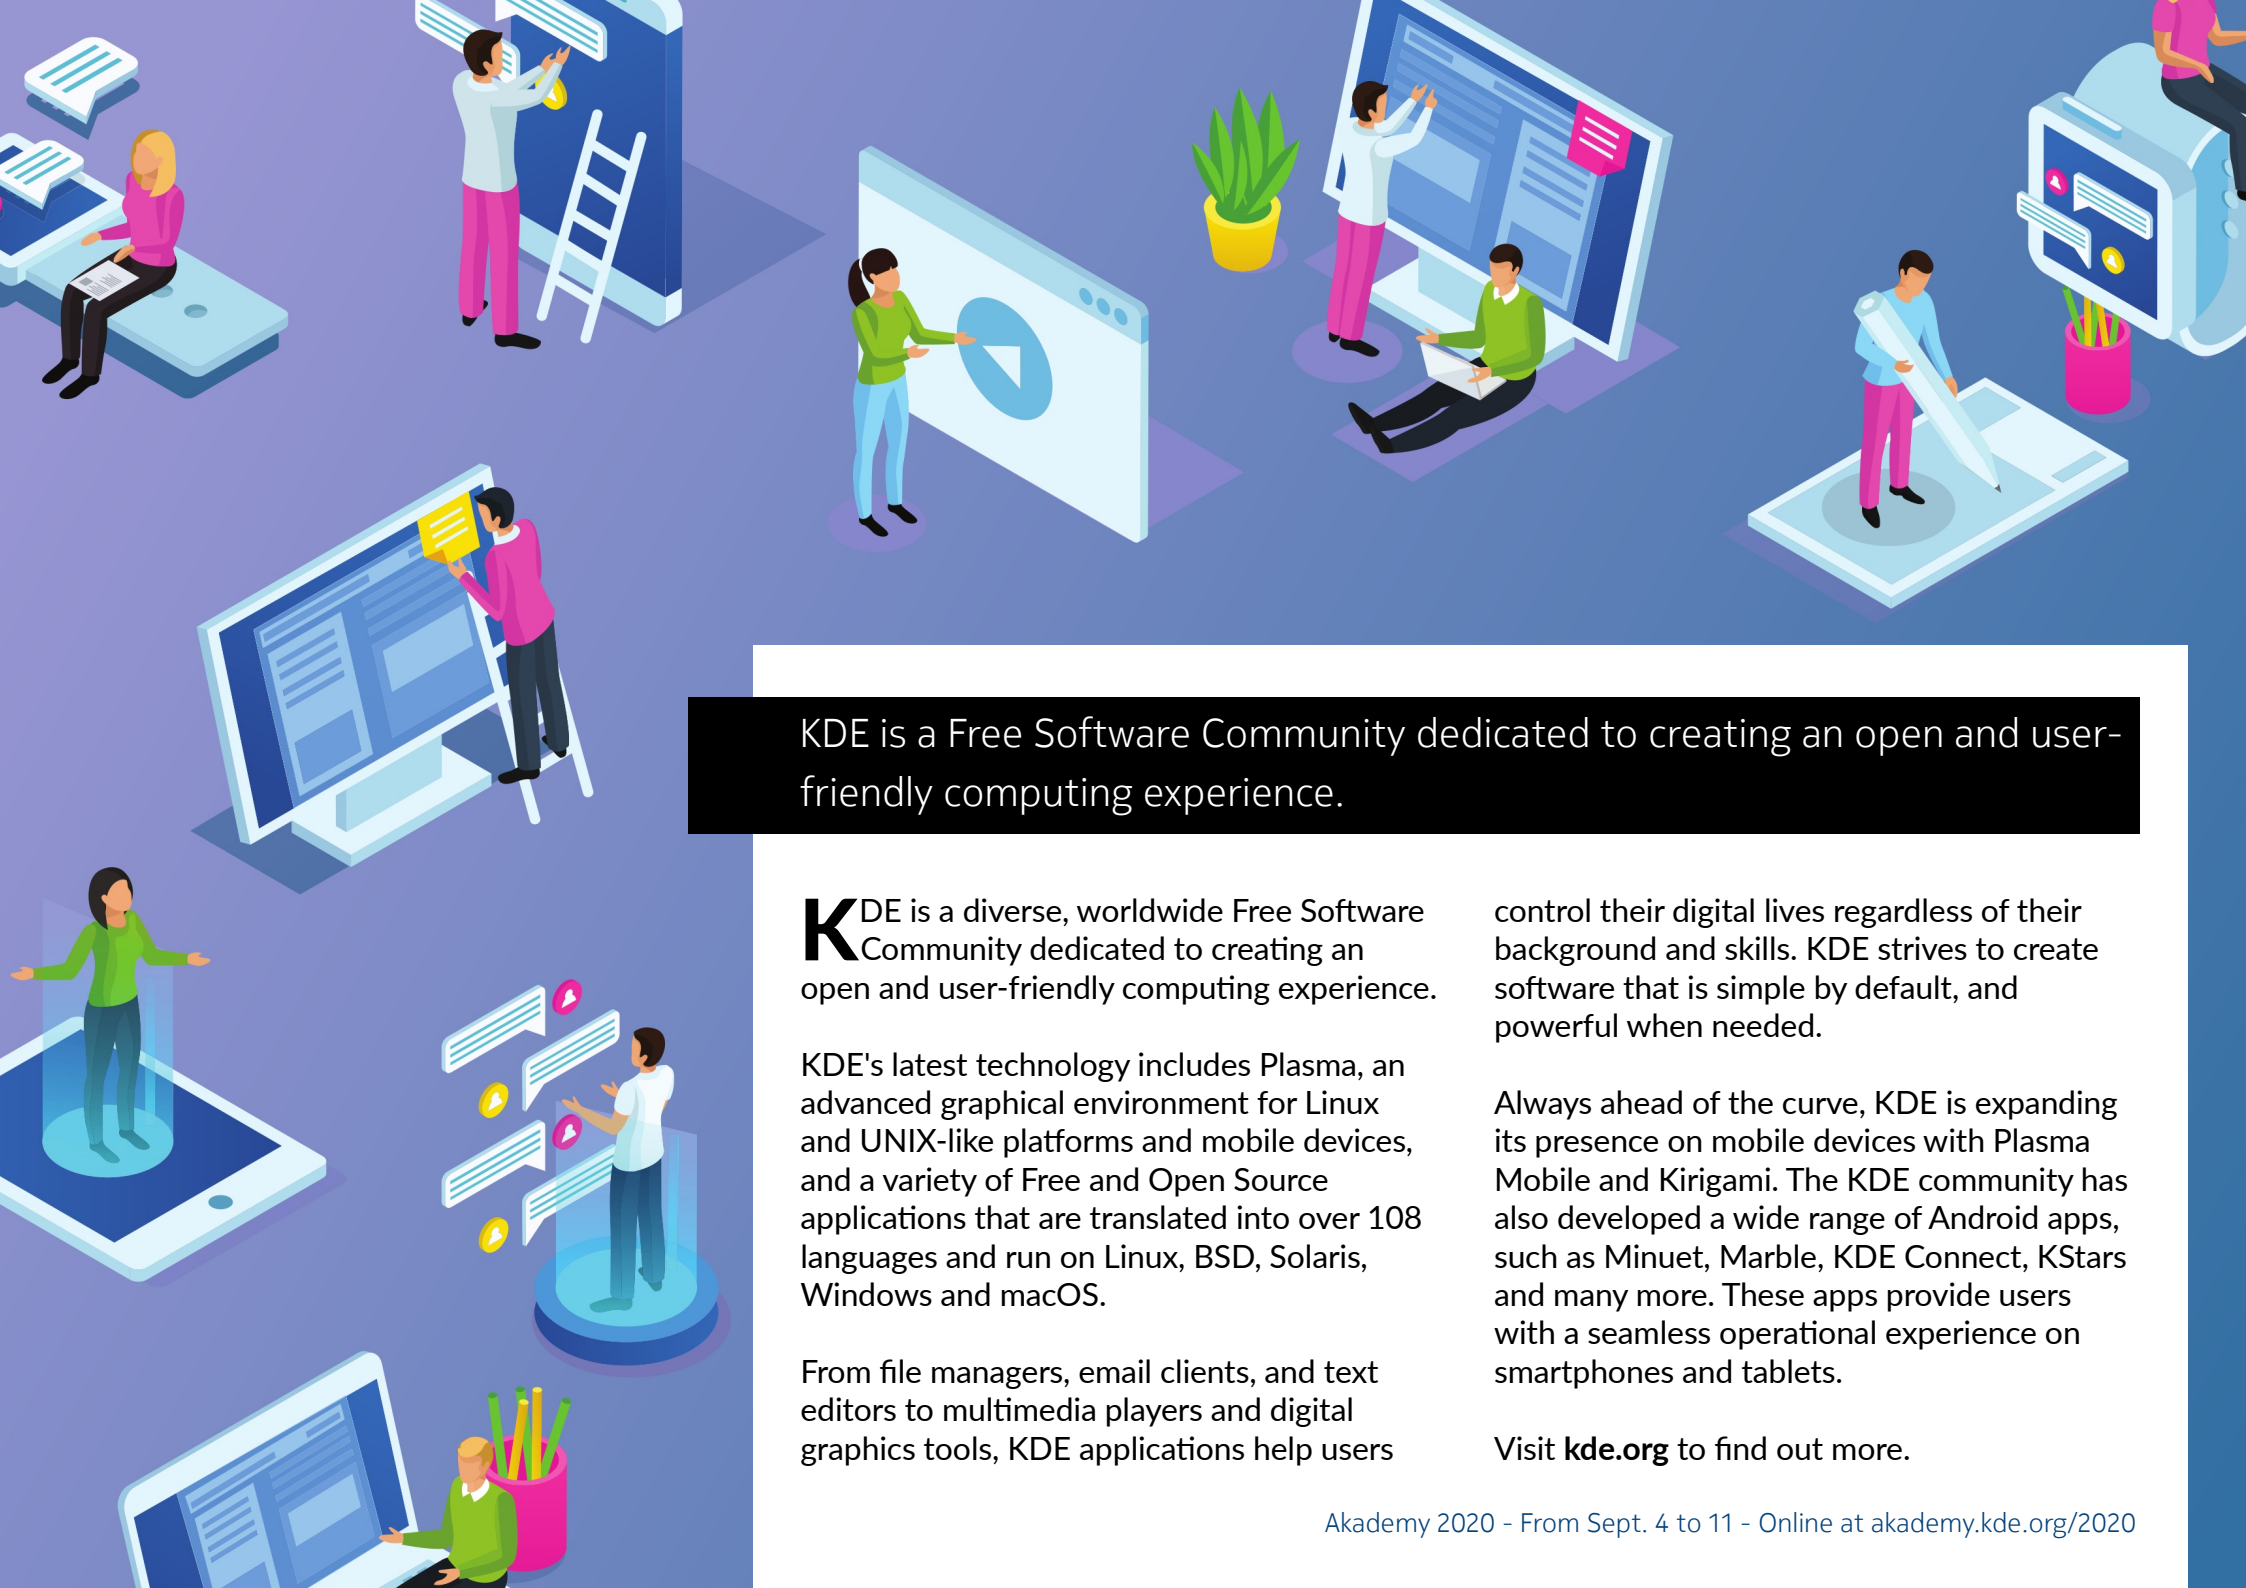 KDE is a Free Software Community dedicated to creating an open and user-
friendly computing experience.
KDE is a diverse, worldwide Free Software
Community dedicated to creating an
open and user-friendly computing experience.
KDE's latest technology includes Plasma, an
advanced graphical environment for Linux
and UNIX-like platforms and mobile devices,
and a variety of Free and Open Source
applications that are translated into over 108
languages and run on Linux, BSD, Solaris,
Windows and macOS.
From file managers, email clients, and text
editors to multimedia players and digital
graphics tools, KDE applications help users
control their digital lives regardless of their
background and skills. KDE strives to create
software that is simple by default, and
powerful when needed.
Always ahead of the curve, KDE is expanding
its presence on mobile devices with Plasma
Mobile and Kirigami. The KDE community has
also developed a wide range of Android apps,
such as Minuet, Marble, KDE Connect, KStars
and many more. These apps provide users
with a seamless operational experience on
smartphones and tablets.
Visit kde.org to find out more.
Akademy 2020 - From Sept. 4 to 11 - Online at akademy.kde.org/2020